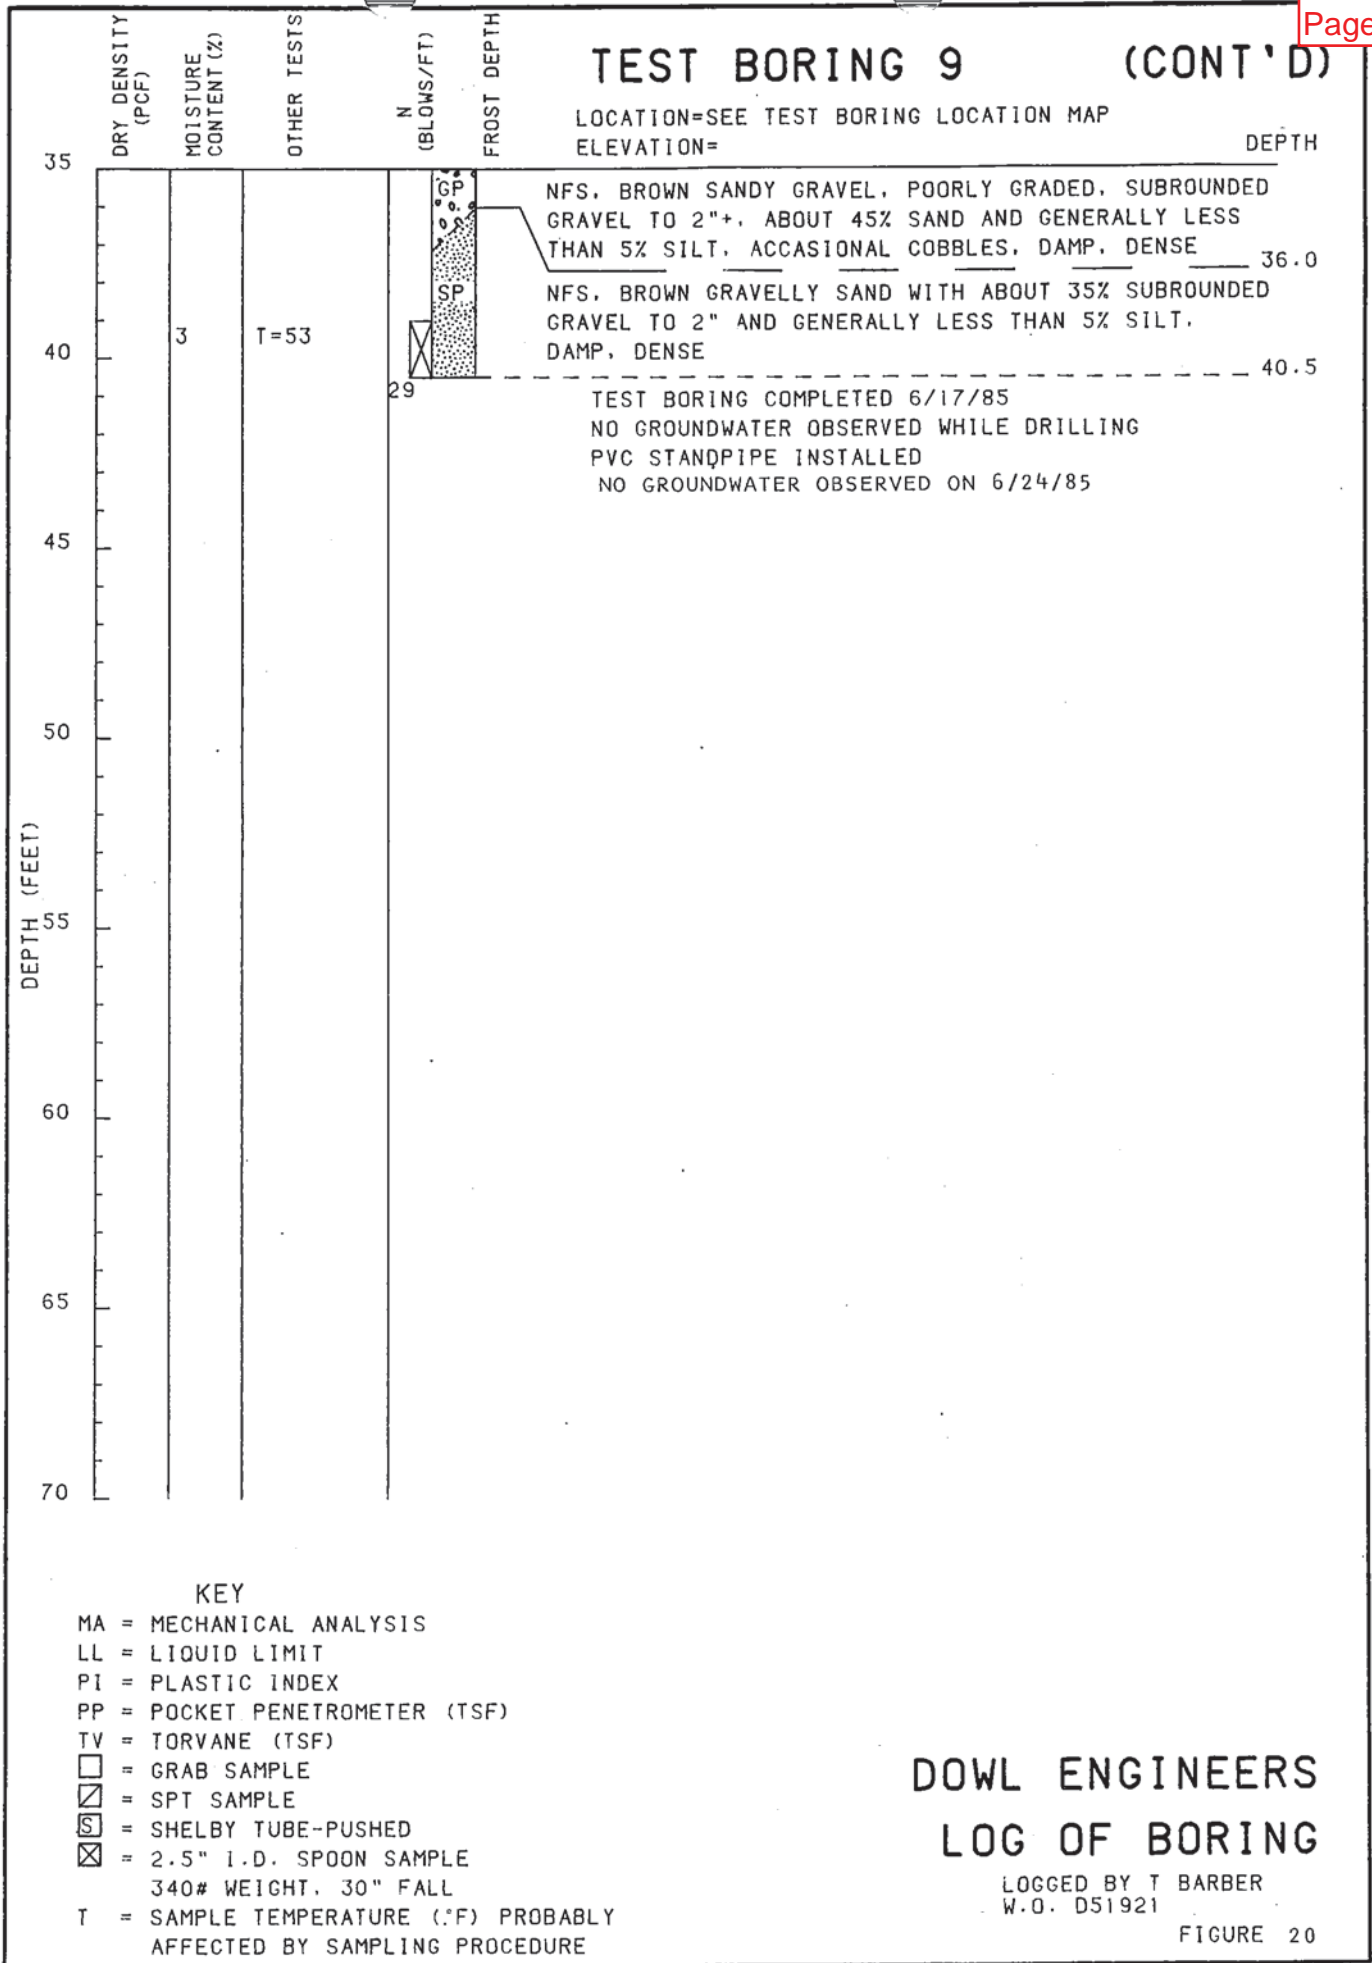 Page
TEST BORING 9 (CONT'D)
LOCATION=SEE TEST BORING LOCATION MAP
ELEVATION=
DEPTH
DRY DENSITY
(PCF)
MOISTURE
CONTENT (%)
OTHER TESTS
N
(BLOWS/FT)
FROST DEPTH
35
GP
NFS, BROWN SANDY GRAVEL, POORLY GRADED, SUBROUNDED
GRAVEL TO 2"+, ABOUT 45% SAND AND GENERALLY LESS
THAN 5% SILT, ACCASIONAL COBBLES, DAMP, DENSE
36.0
SP
NFS, BROWN GRAVELLY SAND WITH ABOUT 35% SUBROUNDED
GRAVEL TO 2" AND GENERALLY LESS THAN 5% SILT,
DAMP, DENSE
3
T=53
40
40.5
29
TEST BORING COMPLETED 6/17/85
NO GROUNDWATER OBSERVED WHILE DRILLING
PVC STANDPIPE INSTALLED
NO GROUNDWATER OBSERVED ON 6/24/85
45
50
DEPTH (FEET)
55
60
65
70
KEY
MA = MECHANICAL ANALYSIS
LL = LIQUID LIMIT
PI = PLASTIC INDEX
PP = POCKET PENETROMETER (TSF)
TV = TORVANE (TSF)
= GRAB SAMPLE
= SPT SAMPLE
S = SHELBY TUBE-PUSHED
= 2.5" I.D. SPOON SAMPLE
340# WEIGHT, 30" FALL
T = SAMPLE TEMPERATURE (°F) PROBABLY
AFFECTED BY SAMPLING PROCEDURE
DOWL ENGINEERS
LOG OF BORING
LOGGED BY T BARBER
W.O. D51921
FIGURE 20